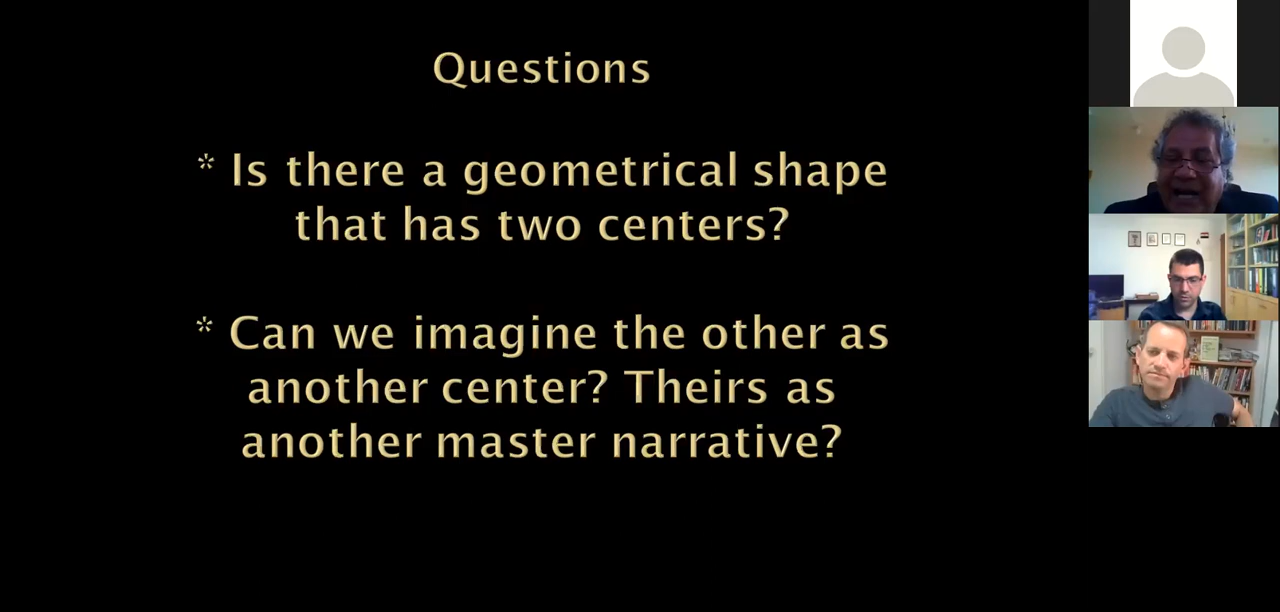 Questions
* Is there a geometrical shape
that has two centers?
* Can we imagine the other as
another center? Theirs as
another master narrative?